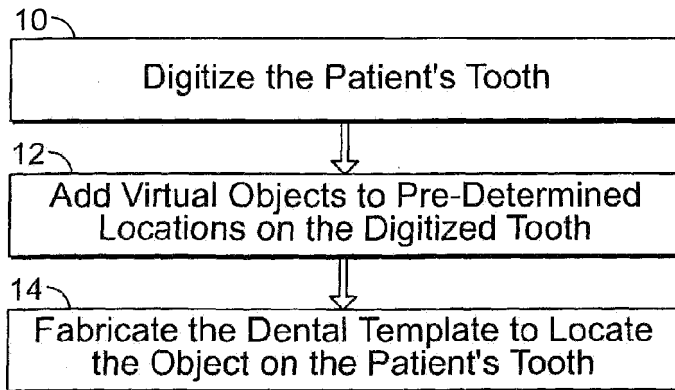 10
Digitize the Patient's Tooth
12
Add Virtual Objects to Pre-Determined
Locations on the Digitized Tooth
14
Fabricate the Dental Template to Locate
the Object on the Patient's Tooth